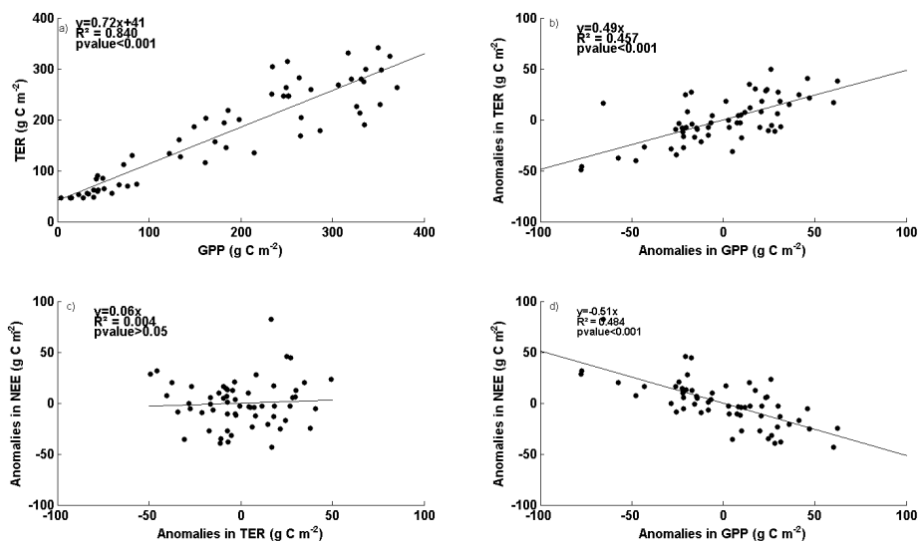 a)
y=0.72x+41
R² = 0.840
pvalue<0.001
400
300
200
100
0
TER (g C m⁻²)
0 100 200 300 400
GPP (g C m⁻²)
b)
y=0.49x
R² = 0.457
pvalue<0.001
100
50
0
-50
-100
Anomalies in TER (g C m⁻²)
-100 -50 0 50 100
Anomalies in GPP (g C m⁻²)
c)
y=0.06x
R² = 0.004
pvalue>0.05
100
50
0
-50
-100
Anomalies in NEE (g C m²)
-100 -50 0 50 100
Anomalies in TER (g C m⁻²)
d)
y=-0.51x
R² = 0.484
pvalue<0.001
100
50
0
-50
-100
Anomalies in NEE (g C m²)
-100 -50 0 50 100
Anomalies in GPP (g C m⁻²)